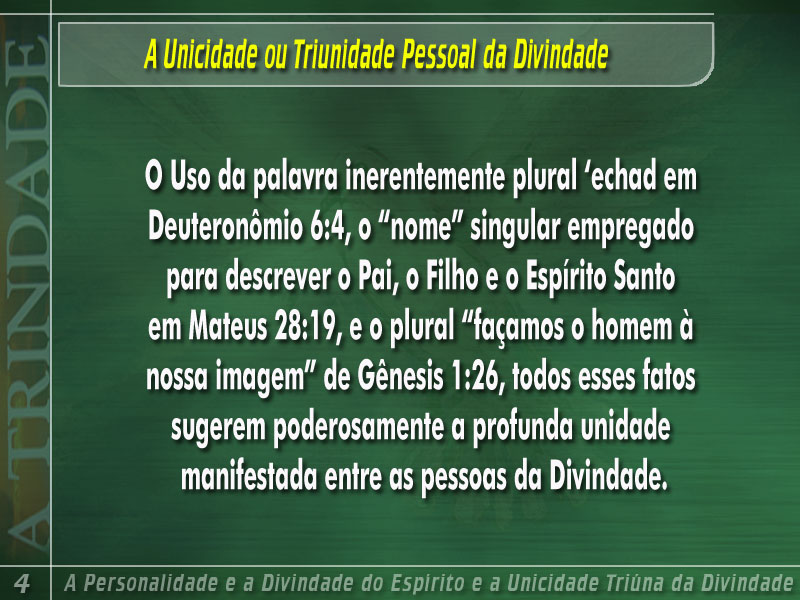 A Unicidade ou Triunidade Pessoal da Divindade
O Uso da palavra inerentemente plural ‘echad em
Deuteronômio 6:4, o “nome” singular empregado
para descrever o Pai, o Filho e o Espírito Santo
em Mateus 28:19, e o plural “façamos o homem à
nossa imagem” de Gênesis 1:26, todos esses fatos
sugerem poderosamente a profunda unidade
manifestada entre as pessoas da Divindade.
A TRINDADE
4
A Personalidade e a Divindade do Espírito e a Unicidade Triúna da Divindade